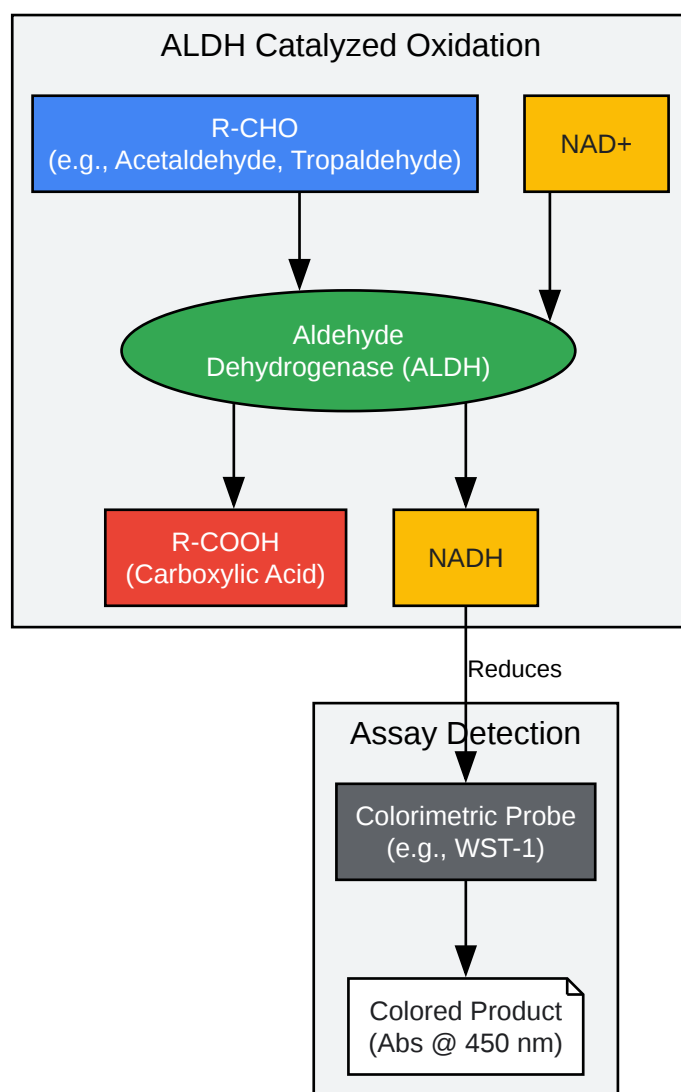 ALDH Catalyzed Oxidation
R-CHO
(e.g., Acetaldehyde, Tropaldehyde)
NAD+
Aldehyde
Dehydrogenase (ALDH)
R-COOH
(Carboxylic Acid)
NADH
Reduces
Assay Detection
Colorimetric Probe
(e.g., WST-1)
Colored Product
(Abs @ 450 nm)